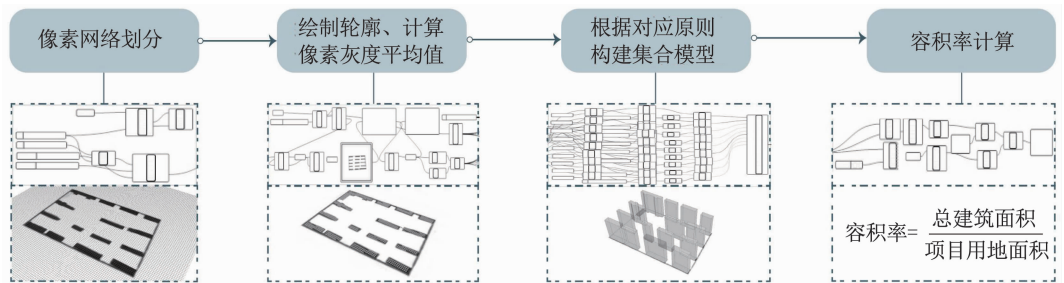 像素网络划分
绘制轮廓、计算
像素灰度平均值
根据对应原则
构建集合模型
容积率计算
容积率=
总建筑面积
项目用地面积